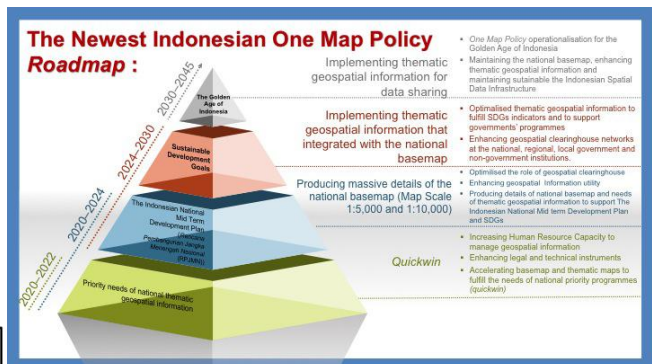 The Newest Indonesian One Map Policy
Roadmap :
2030–2045
2024–2030
2020–2024
2020–2022
The Golden
Age of
Indonesia
Sustainable
Development
Goals
The Indonesian National
Mid Term
Development Plan
(Rencana
Pembangunan Jangka
Menengah Nasional
(RPJMN))
Priority needs of national thematic
geospatial information
Implementing thematic
geospatial information for
data sharing
Implementing thematic
geospatial information that
integrated with the national
basemap
Producing massive details of the
national basemap (Map Scale
1:5,000 and 1:10,000)
Quickwin
• One Map Policy operationalisation for the
Golden Age of Indonesia
• Maintaining the national basemap, enhancing
thematic geospatial information and
maintaining sutainable the Indonesian Spatial
Data Infrastructure
• Optimalised thematic geospatial information to
fulfill SDGs indicators and to support
governments' programmes
• Enhancing geospatial clearinghouse networks
at the national, regional, local government and
non-government institutions.
• Optimalised the role of geospatial clearinghouse
• Enhancing geospatial Information utility
• Producing details of national basemap and needs
of thematic geospatial information to support The
Indonesian National Mid term Development Plan
and SDGs
• Increasing Human Resource Capacity to
manage geospatial information
• Enhancing legal and technical instruments
• Accelerating basemap and thematic maps to
fulfill the needs of national priority programmes
(quickwin)